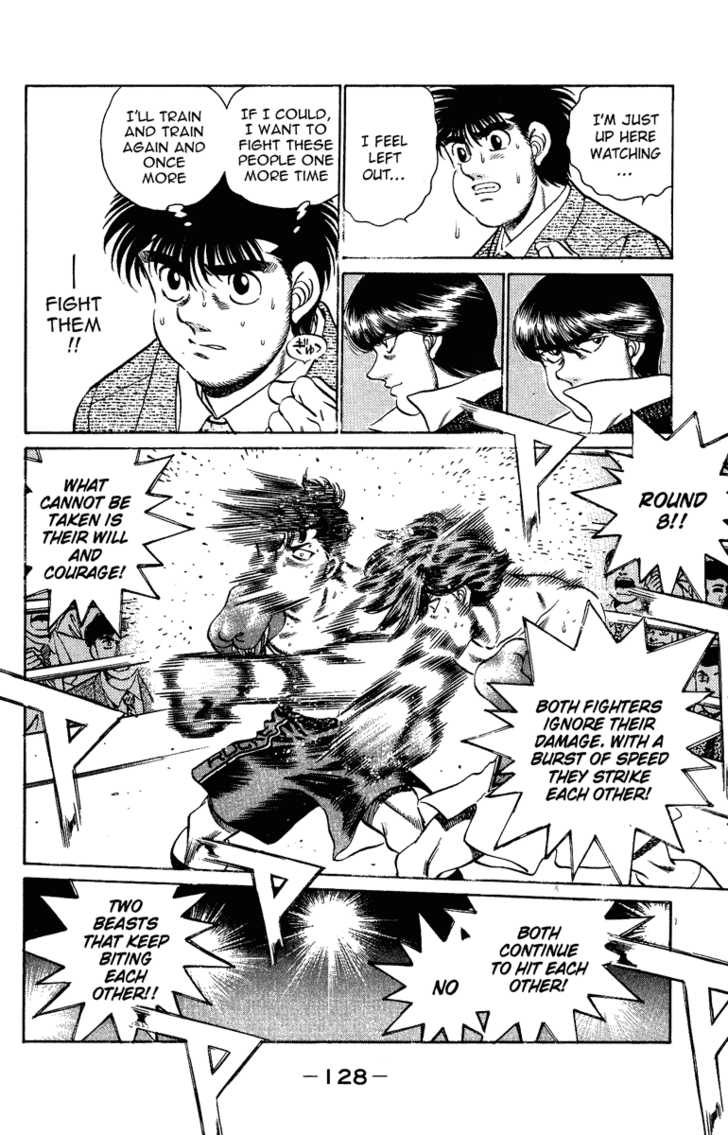 I'M JUST
UP HERE
WATCHING
...
I FEEL
LEFT
OUT...
IF I COULD,
I WANT TO
FIGHT THESE
PEOPLE ONE
MORE TIME
I'LL TRAIN
AND TRAIN
AGAIN AND
ONCE
MORE
I
FIGHT
THEM
!!
ぎゅっ
ROUND
8!!
WHAT
CANNOT BE
TAKEN IS
THEIR WILL
AND
COURAGE!
BOTH FIGHTERS
IGNORE THEIR
DAMAGE. WITH A
BURST OF SPEED
THEY STRIKE
EACH OTHER!
BOTH
CONTINUE
TO HIT EACH
OTHER!
NO
TWO
BEASTS
THAT KEEP
BITING
EACH
OTHER!!
—128—